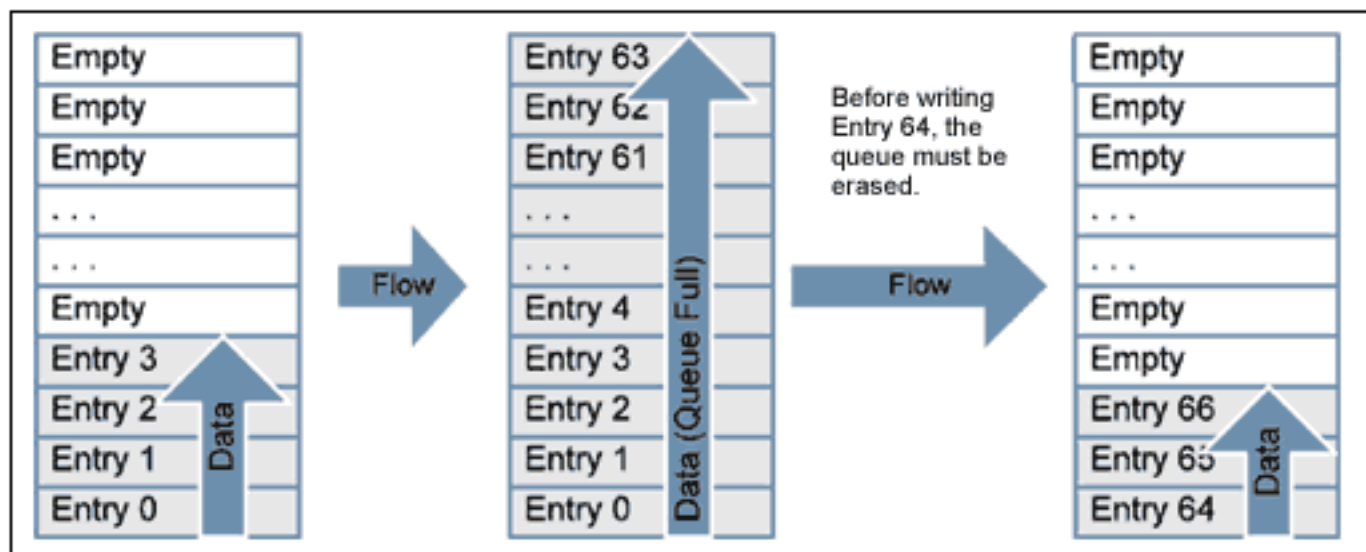 Empty
Empty
Empty
. . .
. . .
Empty
Entry 3
Entry 2
Entry 1
Entry 0
Data
Flow
Entry 63
Entry 62
Entry 61
. . .
. . .
Entry 4
Entry 3
Entry 2
Entry 1
Entry 0
Data (Queue Full)
Before writing
Entry 64, the
queue must be
erased.
Flow
Empty
Empty
Empty
. . .
. . .
Empty
Empty
Entry 66
Entry 65
Entry 64
Data